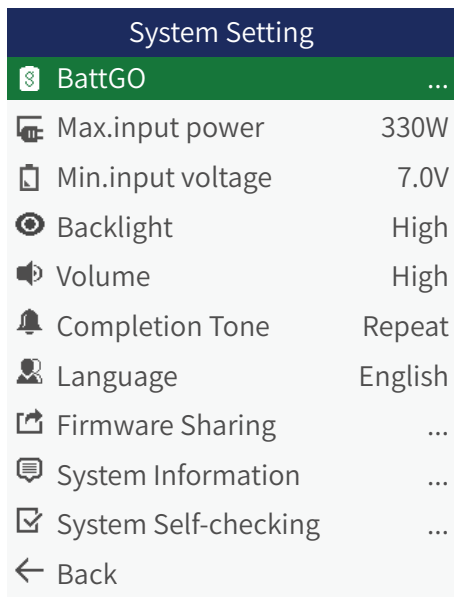 System Setting
BattGO ...
Max.input power 330W
Min.input voltage 7.0V
Backlight High
Volume High
Completion Tone Repeat
Language English
Firmware Sharing ...
System Information ...
System Self-checking ...
Back